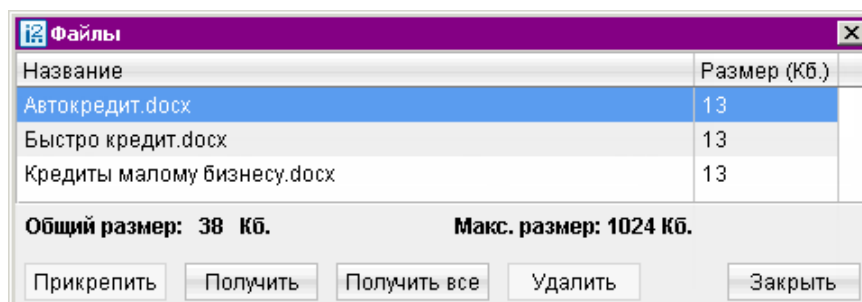 Файлы
Название Размер (Кб.)
Автокредит.docx 13
Быстро кредит.docx 13
Кредиты малому бизнесу.docx 13
Общий размер: 38 Кб. Макс. размер: 1024 Кб.
Прикрепить Получить Получить все Удалить Закрыть